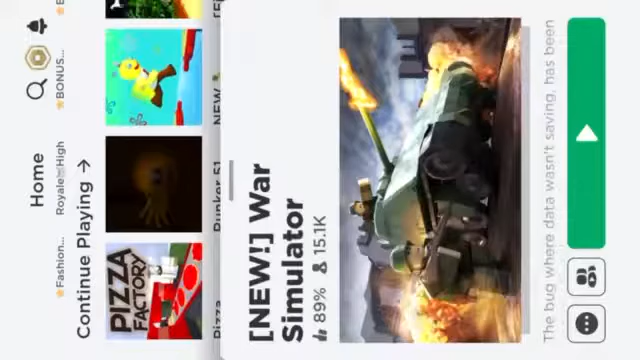 Home
Fashion...
Royale🌟High
BONUS...
Continue Playing →
PIZZA
FACTORY
Pizza
Bunker 51
NEW
[NEW!] War
Simulator
89% 15.1K
The bug where data wasn't saving, has been